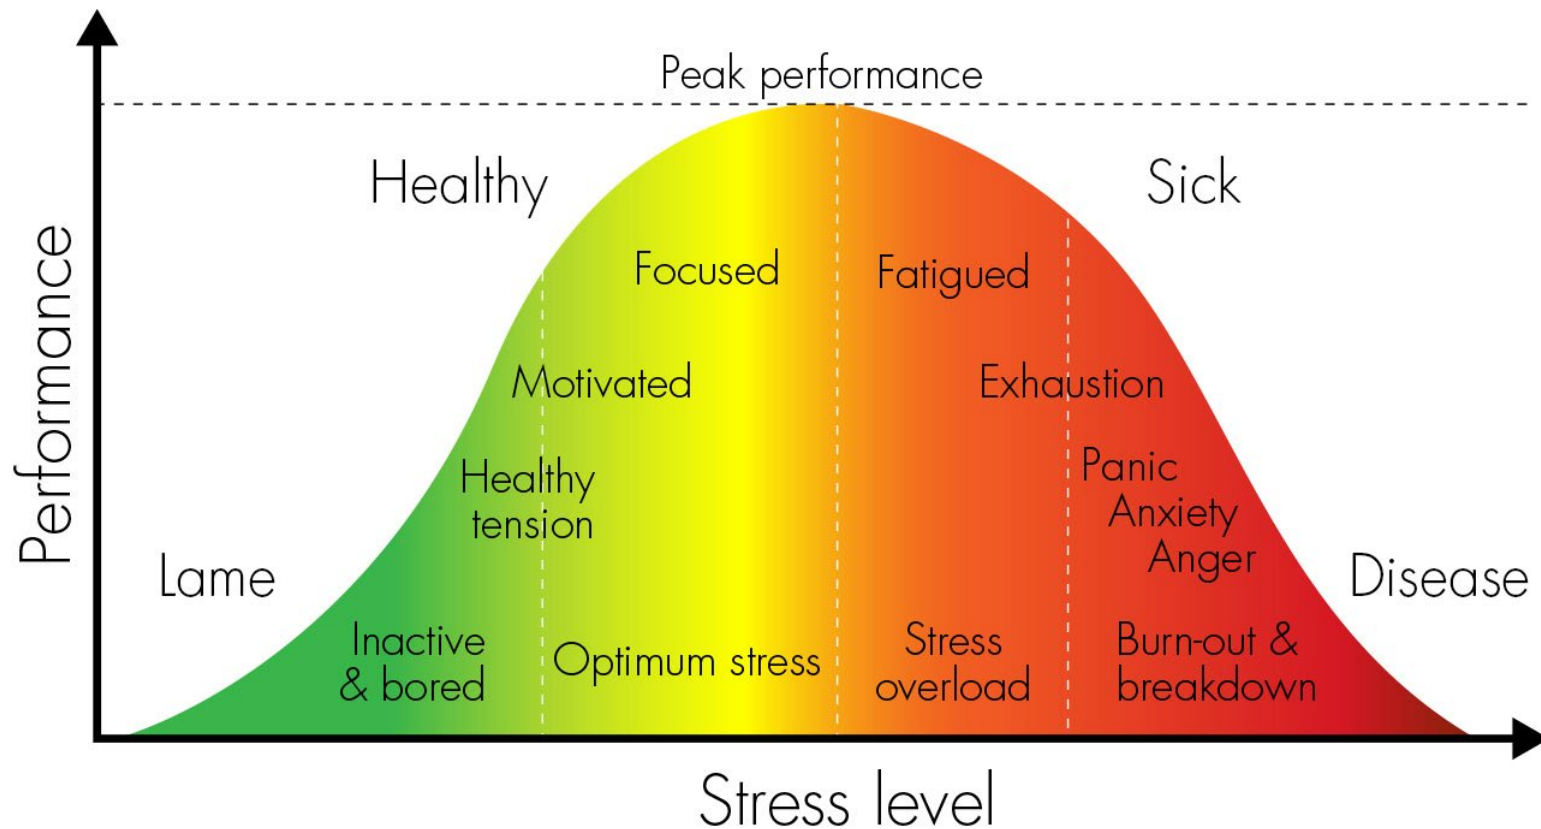 Peak performance
Healthy
Sick
Focused
Fatigued
Performance
Motivated
Exhaustion
Healthy
tension
Panic
Anxiety
Anger
Lame
Disease
Inactive
& bored
Optimum stress
Stress
overload
Burn-out &
breakdown
Stress level